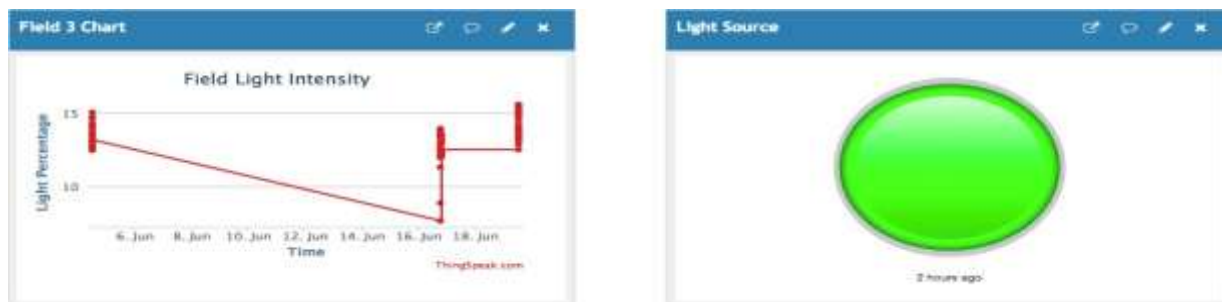 Field 3 Chart
Field Light Intensity
Light Percentage
15
10
6. Jun 8. Jun 10. Jun 12. Jun 14. Jun 16. Jun 18. Jun
Time
ThingSpeak.com
Light Source
2 hours ago